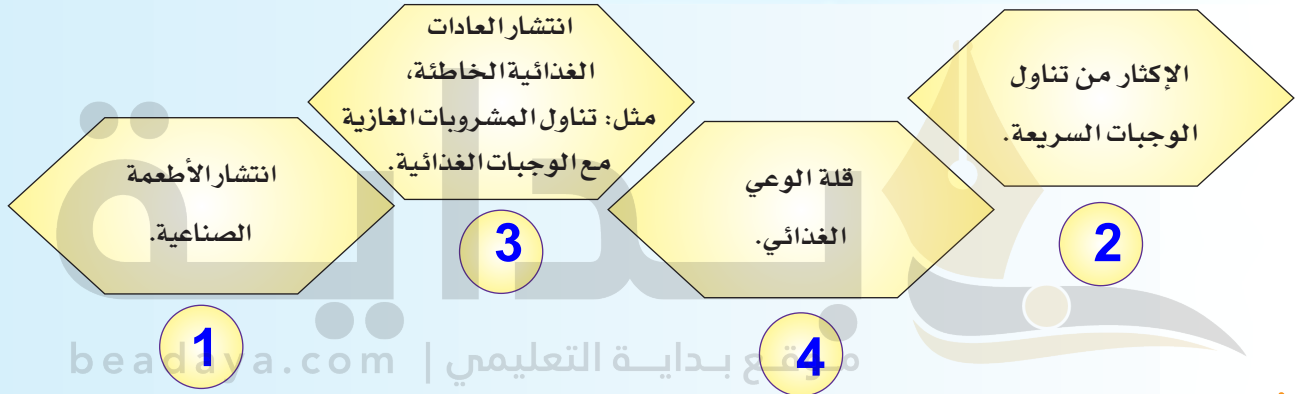 الإكثار من تناول
الوجبات السريعة.
2
قلة الوعي
الغذائي.
4
انتشار العادات
الغذائية الخاطئة،
مثل: تناول المشروبات الغازية
مع الوجبات الغذائية.
3
انتشار الأطعمة
الصناعية.
1
بداية
موقع بداية التعليمي | beadaya.com